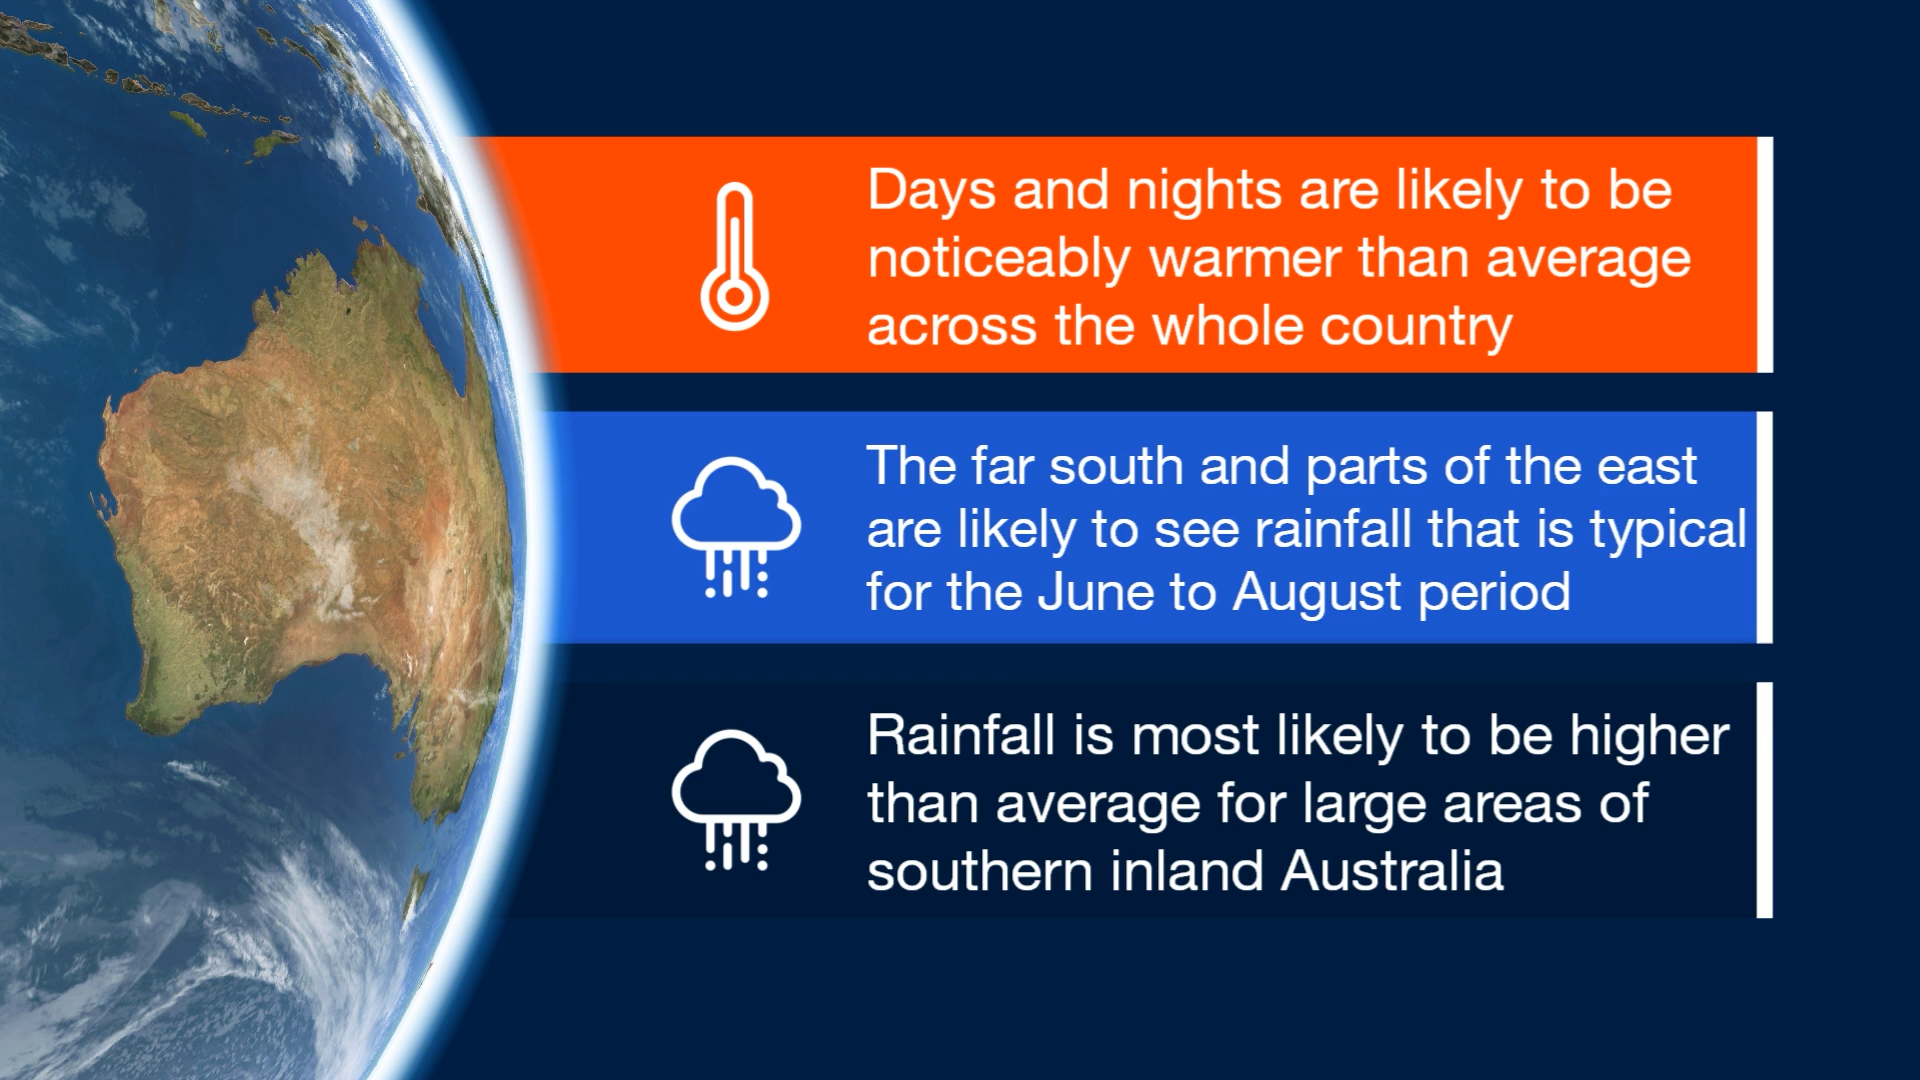 Days and nights are likely to be
noticeably warmer than average
across the whole country
The far south and parts of the east
are likely to see rainfall that is typical
for the June to August period
Rainfall is most likely to be higher
than average for large areas of
southern inland Australia